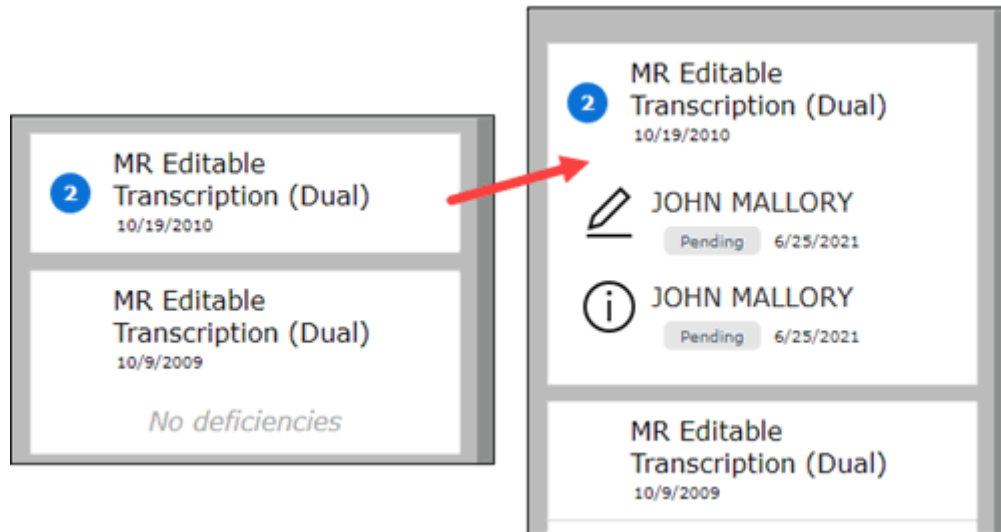 2
MR Editable
Transcription (Dual)
10/19/2010
MR Editable
Transcription (Dual)
10/9/2009
No deficiencies
2
MR Editable
Transcription (Dual)
10/19/2010
JOHN MALLORY
Pending 6/25/2021
JOHN MALLORY
Pending 6/25/2021
MR Editable
Transcription (Dual)
10/9/2009